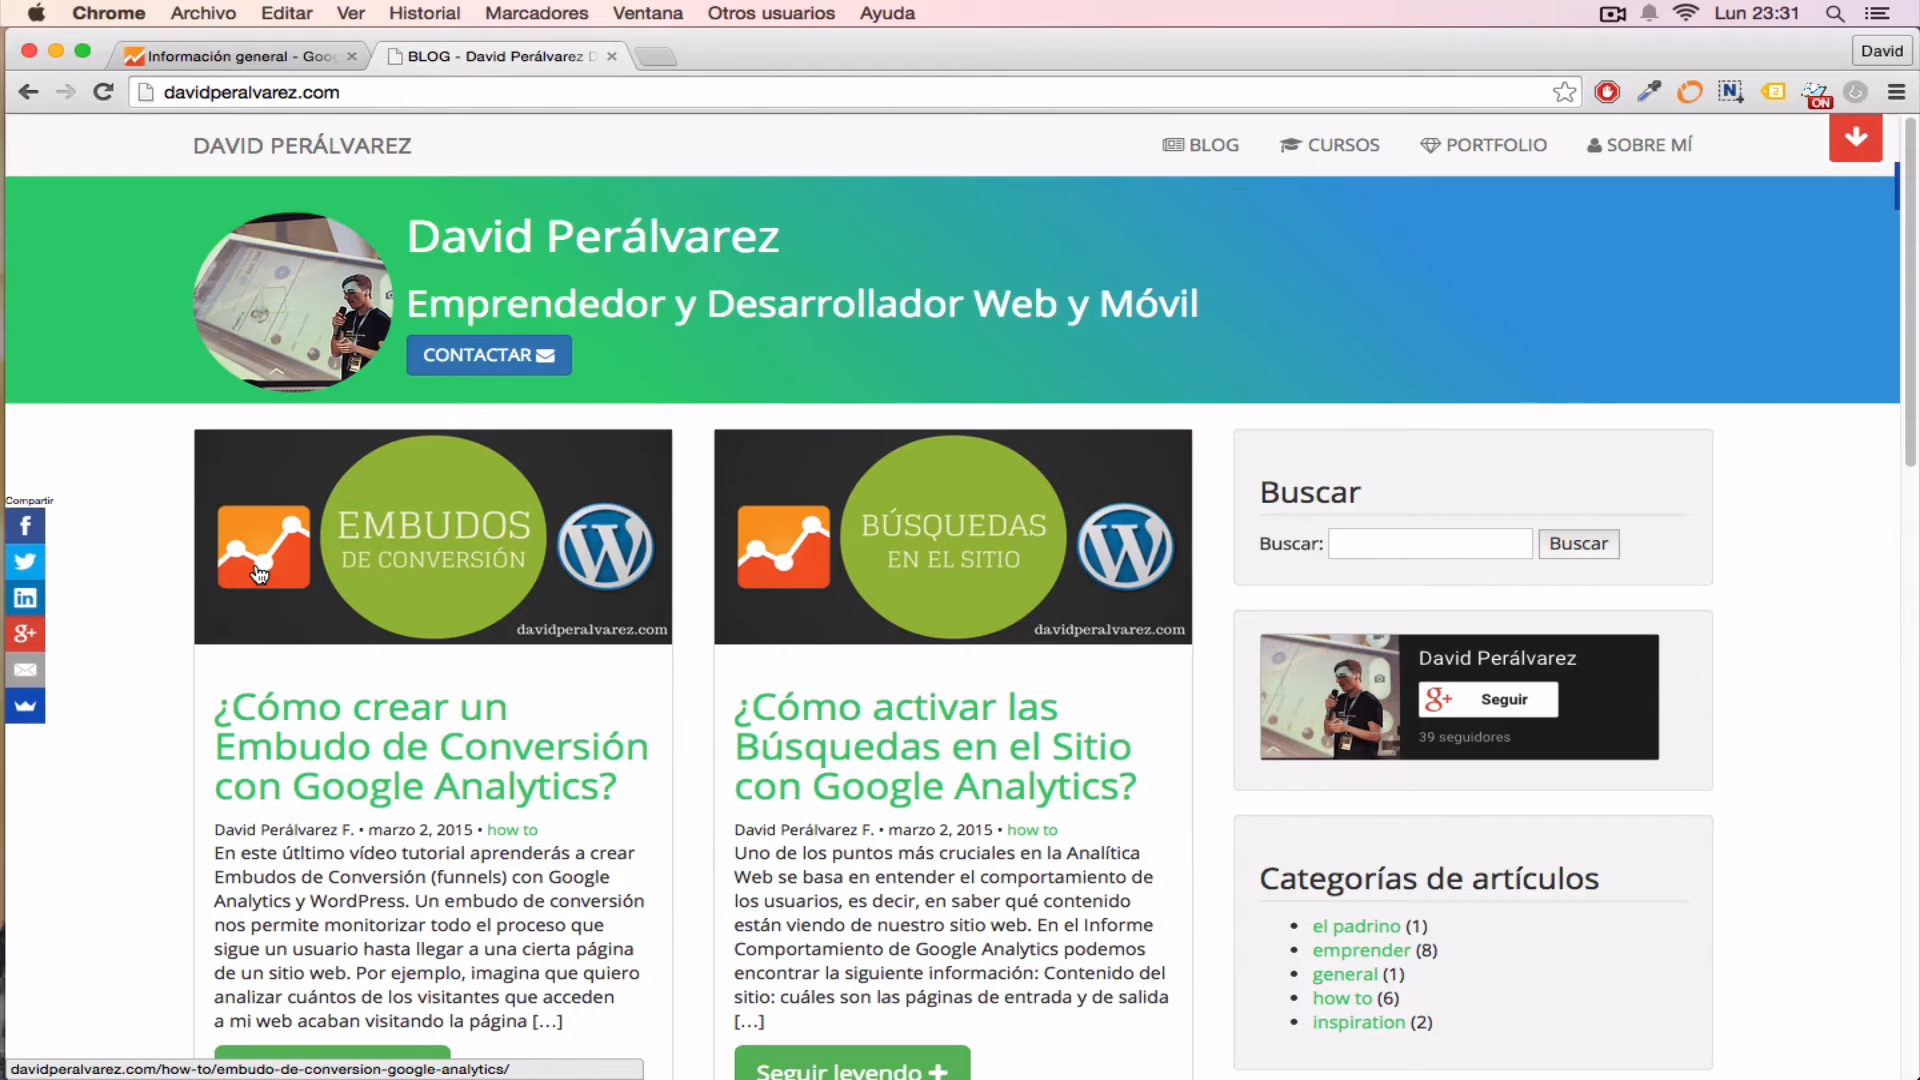 Chrome Archivo Editar Ver Historial Marcadores Ventana Otros usuarios Ayuda Lun 23:31
Información general - Goo BLOG - David Perálvarez D David
davidperalvarez.com
N
2
ON
DAVID PERÁLVAREZ BLOG CURSOS PORTFOLIO SOBRE MÍ
David Perálvarez
Emprendedor y Desarrollador Web y Móvil
CONTACTAR
Compartir
f
in
g+
EMBUDOS
DE CONVERSIÓN
W
davidperalvarez.com
¿Cómo crear un
Embudo de Conversión
con Google Analytics?
David Perálvarez F. • marzo 2, 2015 • how to
En este útltimo vídeo tutorial aprenderás a crear
Embudos de Conversión (funnels) con Google
Analytics y WordPress. Un embudo de conversión
nos permite monitorizar todo el proceso que
sigue un usuario hasta llegar a una cierta página
de un sitio web. Por ejemplo, imagina que quiero
analizar cuántos de los visitantes que acceden
a mi web acaban visitando la página [...]
BÚSQUEDAS
EN EL SITIO
W
davidperalvarez.com
¿Cómo activar las
Búsquedas en el Sitio
con Google Analytics?
David Perálvarez F. • marzo 2, 2015 • how to
Uno de los puntos más cruciales en la Analítica
Web se basa en entender el comportamiento de
los usuarios, es decir, en saber qué contenido
están viendo de nuestro sitio web. En el Informe
Comportamiento de Google Analytics podemos
encontrar la siguiente información: Contenido del
sitio: cuáles son las páginas de entrada y de salida
[...]
Seguir leyendo +
Buscar
Buscar: Buscar
David Perálvarez
g+ Seguir
39 seguidores
Categorías de artículos
• el padrino (1)
• emprender (8)
• general (1)
• how to (6)
• inspiration (2)
davidperalvarez.com/how-to/embudo-de-conversion-google-analytics/